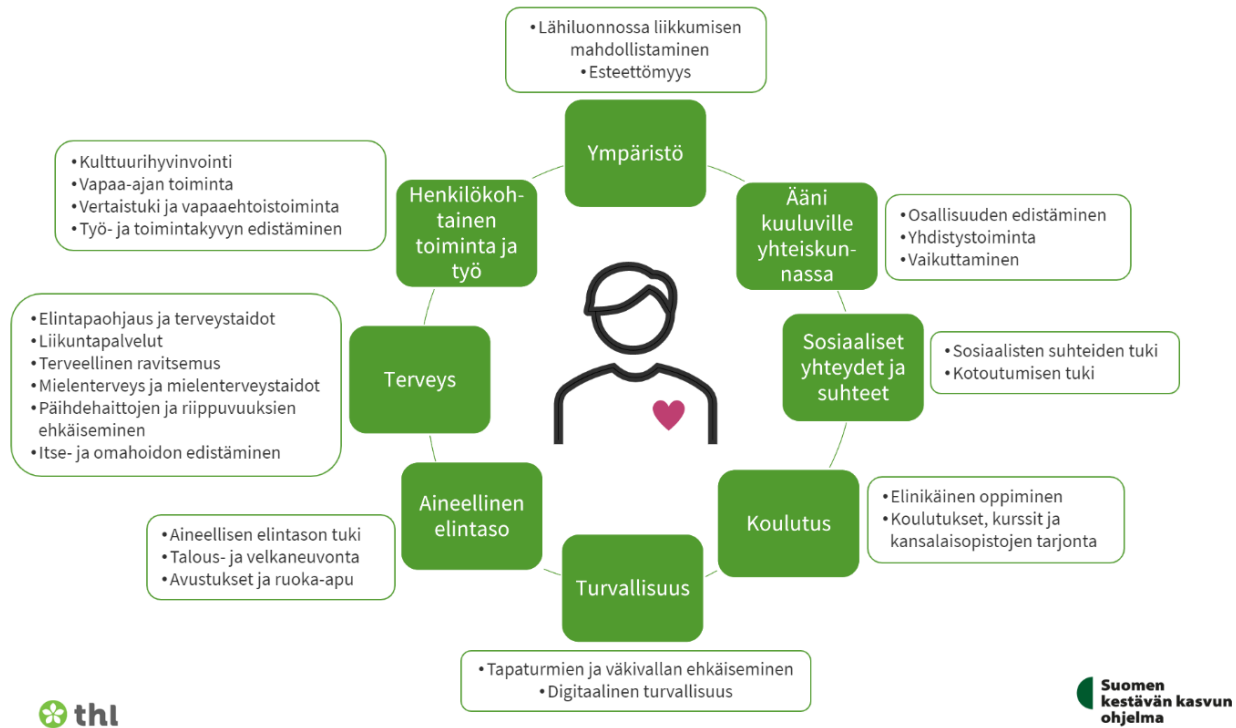 • Lähiluonnossa liikkumisen
mahdollistaminen
• Esteettömyys
Ympäristö
Ääni
kuuluville
yhteiskun-
nassa
• Osallisuuden edistäminen
• Yhdistystoiminta
• Vaikuttaminen
Sosiaaliset
yhteydet ja
suhteet
• Sosiaalisten suhteiden tuki
• Kotoutumisen tuki
Koulutus
• Elinikäinen oppiminen
• Koulutukset, kurssit ja
kansalaisopistojen tarjonta
Turvallisuus
• Tapaturmien ja väkivallan ehkäiseminen
• Digitaalinen turvallisuus
Aineellinen
elintaso
• Aineellisen elintason tuki
• Talous- ja velkaneuvonta
• Avustukset ja ruoka-apu
Terveys
• Elintapaohjaus ja terveystaidot
• Liikuntapalvelut
• Terveellinen ravitsemus
• Mielenterveys ja mielenterveystaidot
• Päihdehaittojen ja riippuvuuksien
ehkäiseminen
• Itse- ja omahoidon edistäminen
Henkilökoh-
tainen
toiminta ja
työ
• Kulttuurihyvinvointi
• Vapaa-ajan toiminta
• Vertaistuki ja vapaaehtoistoiminta
• Työ- ja toimintakyvyn edistäminen
thl
Suomen
kestävän kasvun
ohjelma